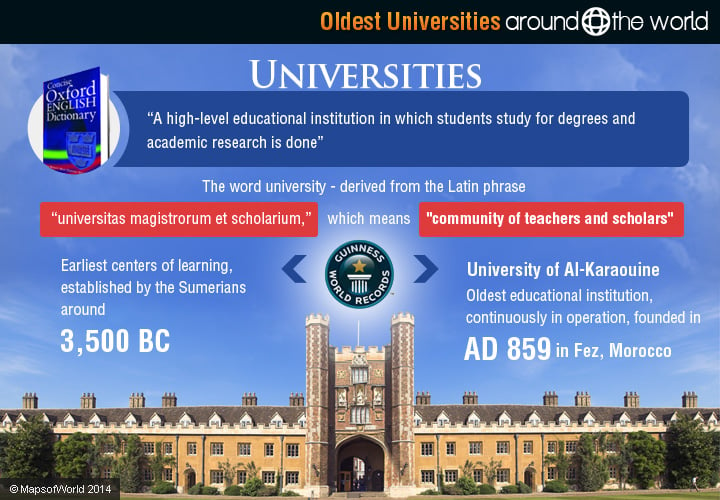 Oldest Universities around the world
UNIVERSITIES
Concise
Oxford
ENGLISH
Dictionary
“A high-level educational institution in which students study for degrees and
academic research is done”
The word university - derived from the Latin phrase
“universitas magistrorum et scholarium,” which means "community of teachers and scholars"
Earliest centers of learning,
established by the Sumerians
around
3,500 BC
GUINNESS
WORLD RECORDS
TM
University of Al-Karaouine
Oldest educational institution,
continuously in operation, founded in
AD 859 in Fez, Morocco
© MapsofWorld 2014